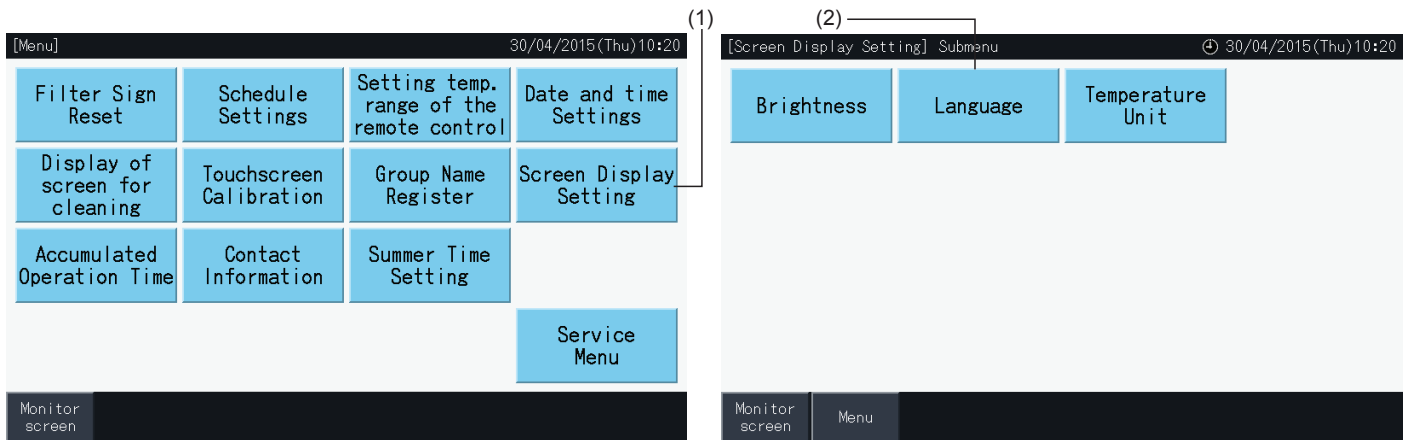 (1)
(2)
[Menu]
30/04/2015(Thu)10:20
Filter Sign
Reset
Schedule
Settings
Setting temp.
range of the
remote control
Date and time
Settings
Display of
screen for
cleaning
Touchscreen
Calibration
Group Name
Register
Screen Display
Setting
Accumulated
Operation Time
Contact
Information
Summer Time
Setting
Service
Menu
Monitor
screen
[Screen Display Setting] Submenu
30/04/2015(Thu)10:20
Brightness
Language
Temperature
Unit
Monitor
screen
Menu